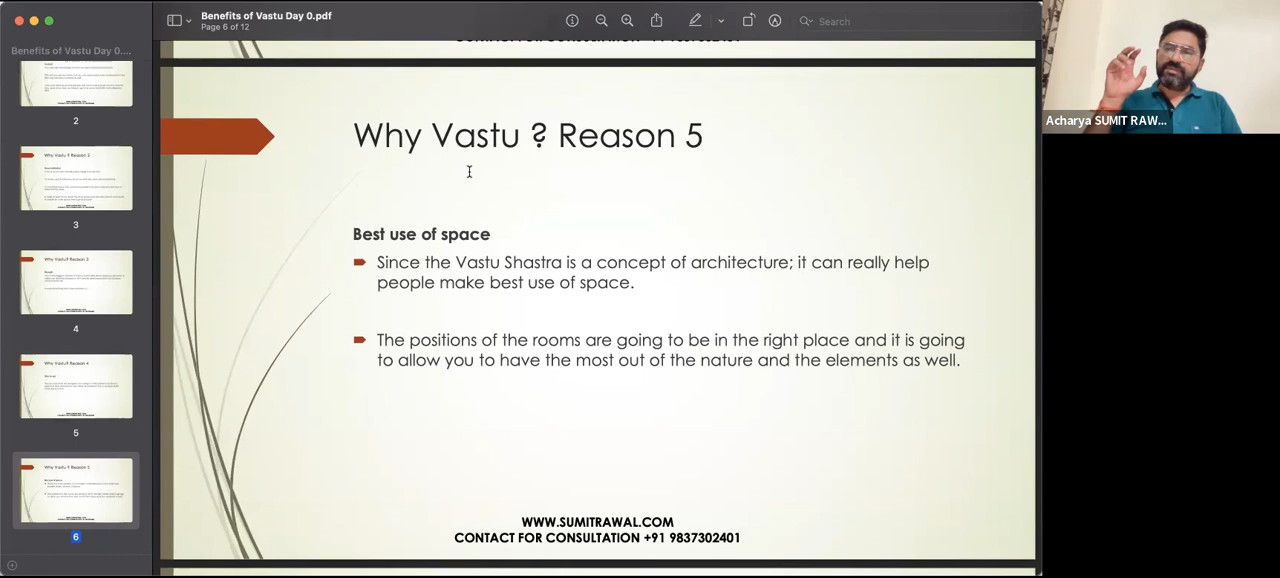 Benefits of Vastu Day 0.pdf
Page 6 of 12
Search
Benefits of Vastu Day 0....
2
3
4
5
6
Why Vastu ? Reason 5
Best use of space
Since the Vastu Shastra is a concept of architecture; it can really help
people make best use of space.
The positions of the rooms are going to be in the right place and it is going
to allow you to have the most out of the nature and the elements as well.
WWW.SUMITRAWAL.COM
CONTACT FOR CONSULTATION +91 9837302401
Acharya SUMIT RAW...